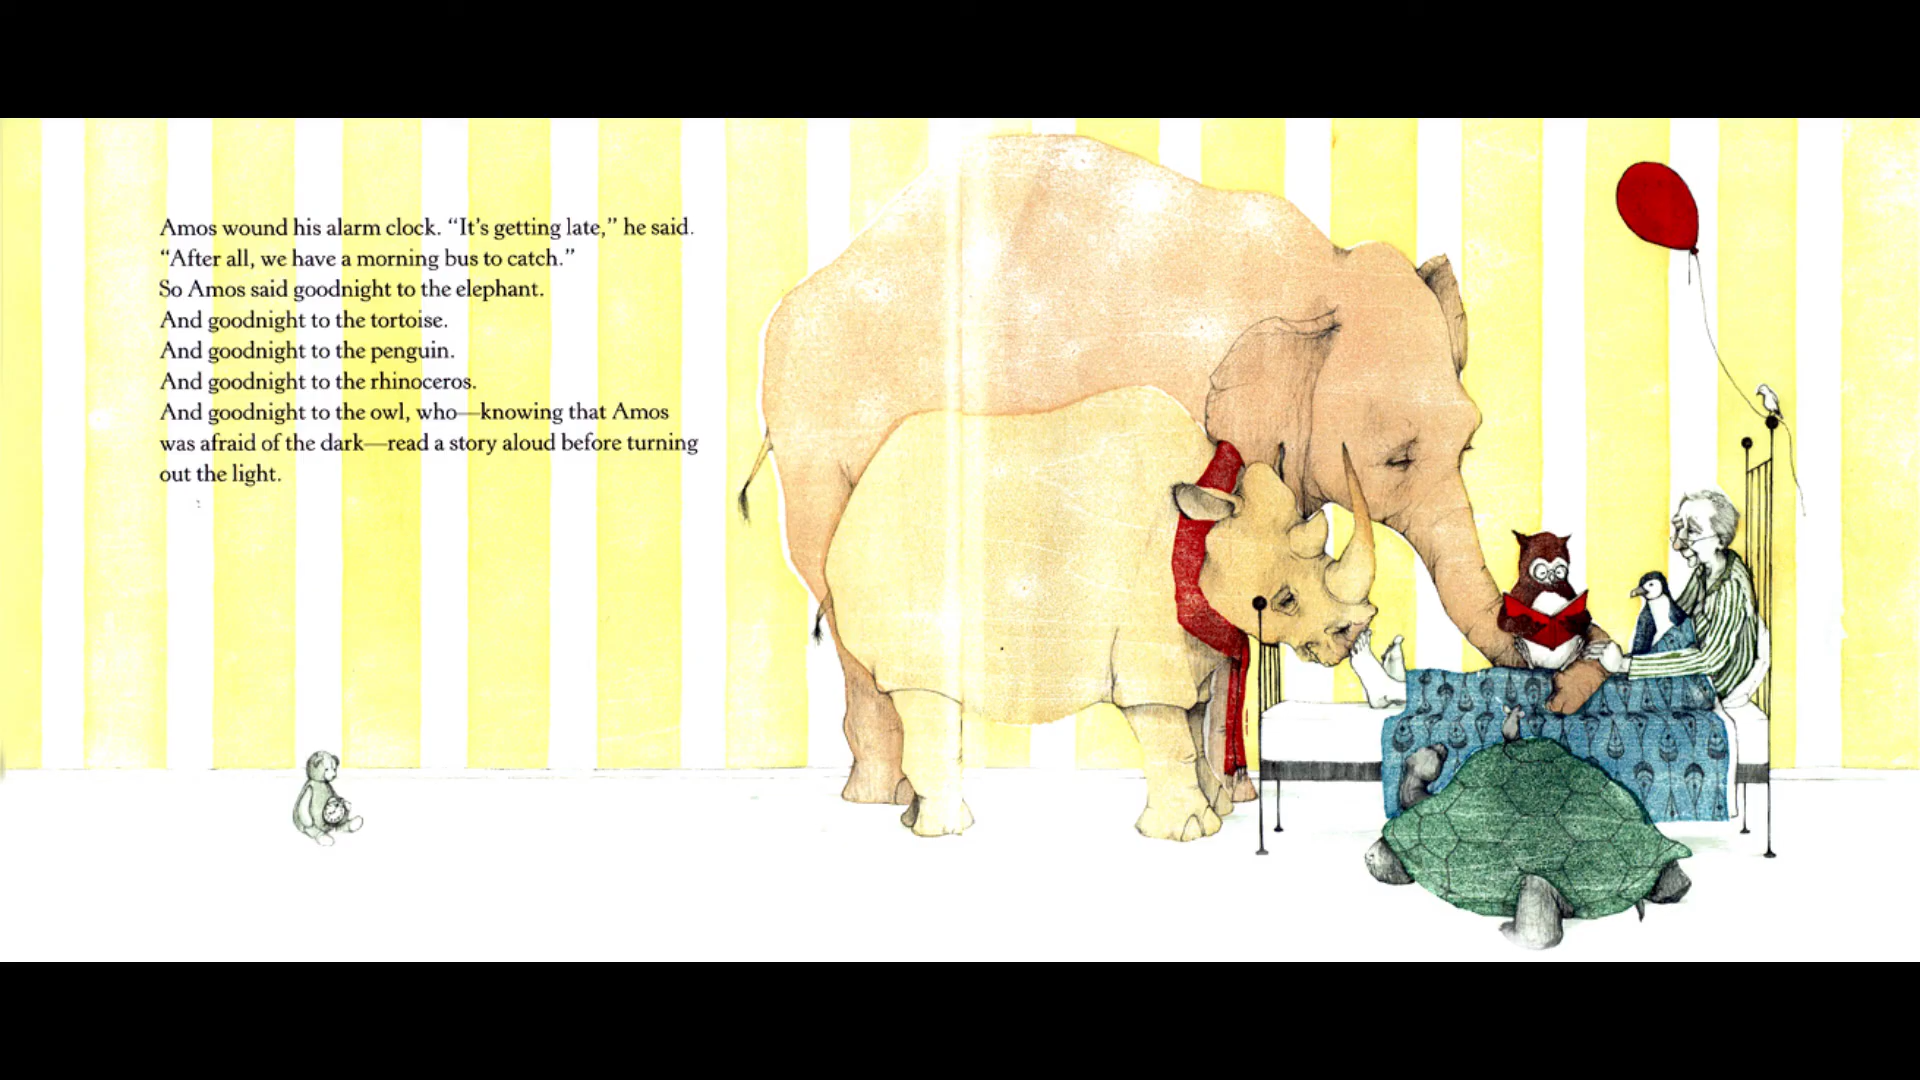 Amos wound his alarm clock. “It’s getting late,” he said.
“After all, we have a morning bus to catch.”
So Amos said goodnight to the elephant.
And goodnight to the tortoise.
And goodnight to the penguin.
And goodnight to the rhinoceros.
And goodnight to the owl, who—knowing that Amos
was afraid of the dark—read a story aloud before turning
out the light.